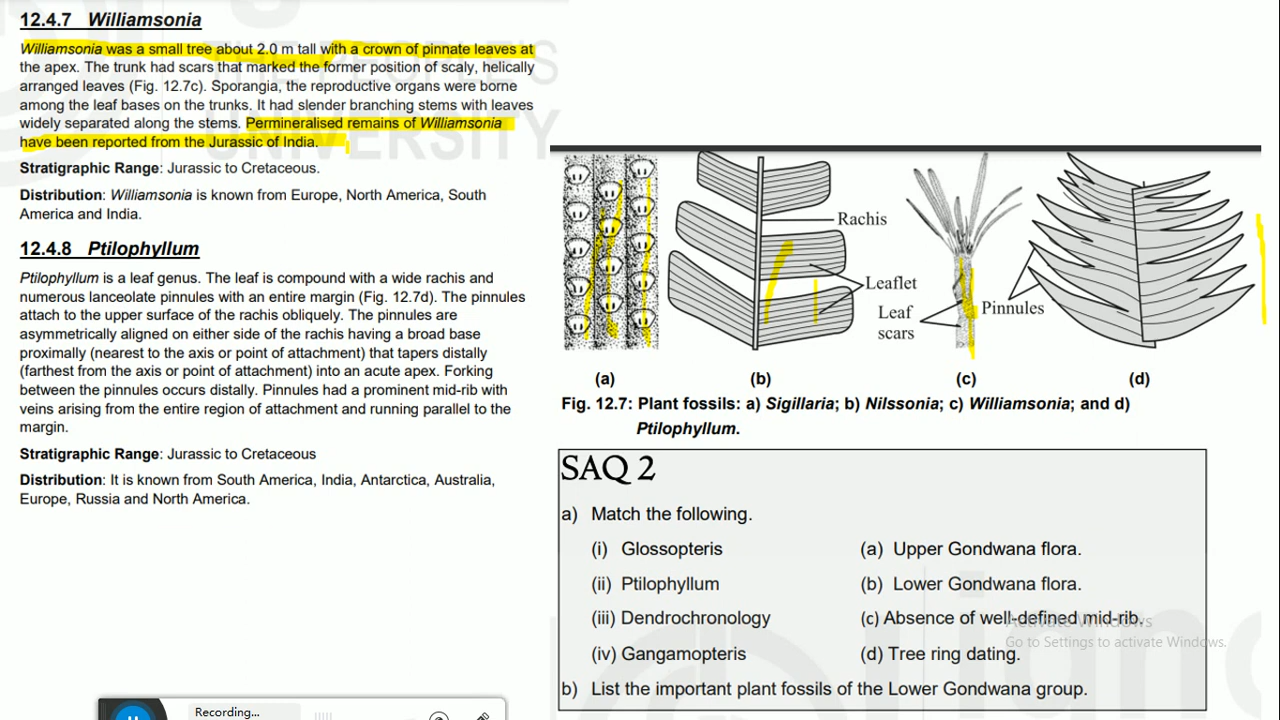 12.4.7 Williamsonia
Williamsonia was a small tree about 2.0 m tall with a crown of pinnate leaves at
the apex. The trunk had scars that marked the former position of scaly, helically
arranged leaves (Fig. 12.7c). Sporangia, the reproductive organs were borne
among the leaf bases on the trunks. It had slender branching stems with leaves
widely separated along the stems. Permineralised remains of Williamsonia
have been reported from the Jurassic of India.
Stratigraphic Range: Jurassic to Cretaceous.
Distribution: Williamsonia is known from Europe, North America, South
America and India.
12.4.8 Ptilophyllum
Ptilophyllum is a leaf genus. The leaf is compound with a wide rachis and
numerous lanceolate pinnules with an entire margin (Fig. 12.7d). The pinnules
attach to the upper surface of the rachis obliquely. The pinnules are
asymmetrically aligned on either side of the rachis having a broad base
proximally (nearest to the axis or point of attachment) that tapers distally
(farthest from the axis or point of attachment) into an acute apex. Forking
between the pinnules occurs distally. Pinnules had a prominent mid-rib with
veins arising from the entire region of attachment and running parallel to the
margin.
Stratigraphic Range: Jurassic to Cretaceous
Distribution: It is known from South America, India, Antarctica, Australia,
Europe, Russia and North America.
THE PEOPLE'S
UNIVERSITY
Recording...
Rachis
Leaflet
Leaf
scars
Pinnules
(a) (b) (c) (d)
Fig. 12.7: Plant fossils: a) Sigillaria; b) Nilssonia; c) Williamsonia; and d)
Ptilophyllum.
SAQ 2
a) Match the following.
(i) Glossopteris (a) Upper Gondwana flora.
(ii) Ptilophyllum (b) Lower Gondwana flora.
(iii) Dendrochronology (c) Absence of well-defined mid-rib.
(iv) Gangamopteris (d) Tree ring dating.
b) List the important plant fossils of the Lower Gondwana group.
Activate Windows
Go to Settings to activate Windows.